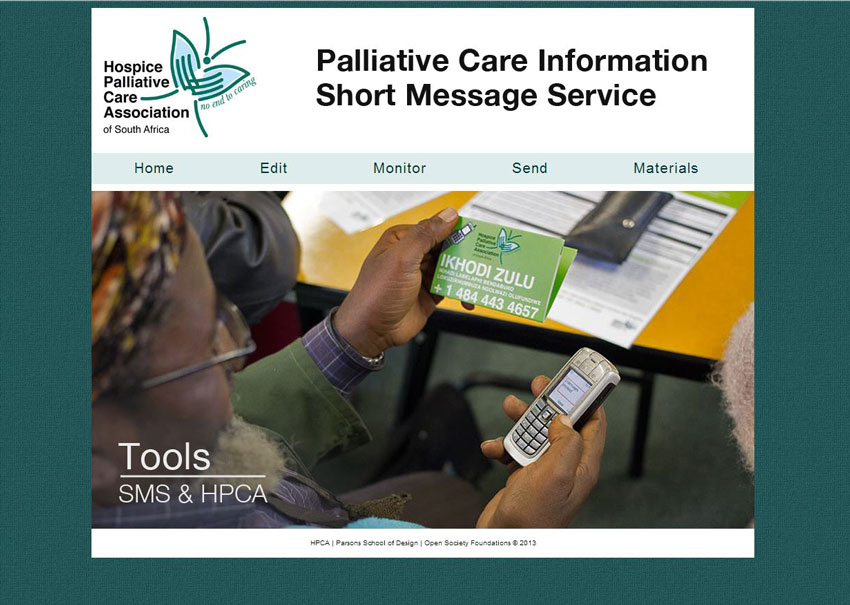 Hospice
Palliative
Care
Association
of South Africa
no end to caring
Palliative Care Information
Short Message Service
Home Edit Monitor Send Materials
Hospice
Palliative
Care
Association
IKHODI ZULU
+ 1 484 443 4657
Tools
SMS & HPCA
HPCA | Parsons School of Design | Open Society Foundations © 2013